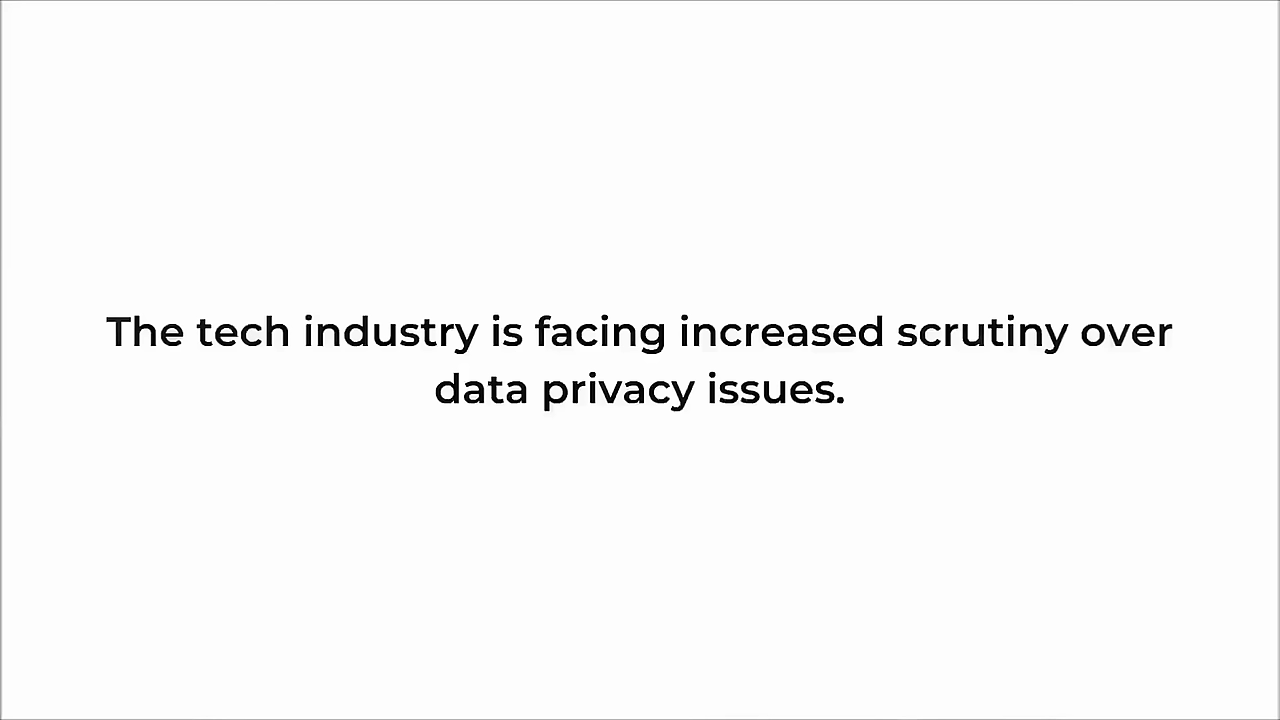 The tech industry is facing increased scrutiny over
data privacy issues.